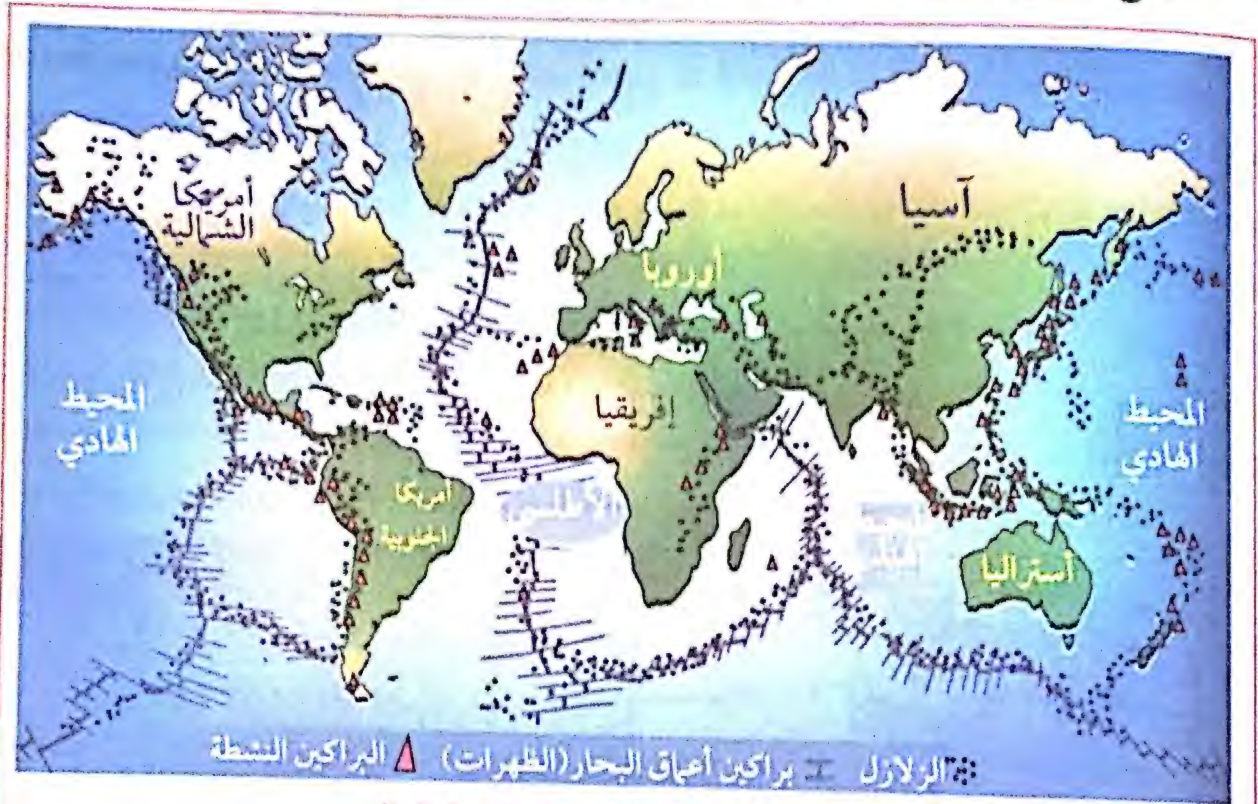 أمريكا
الشمالية
آسيا
أوروبا
المحيط
الهادي
إفريقيا
المحيط
الهادي
أمريكا
الجنوبية
الأطلسي
أستراليا
الزلازل براكين أعماق البحار (الظهرات) البراكين النشطة